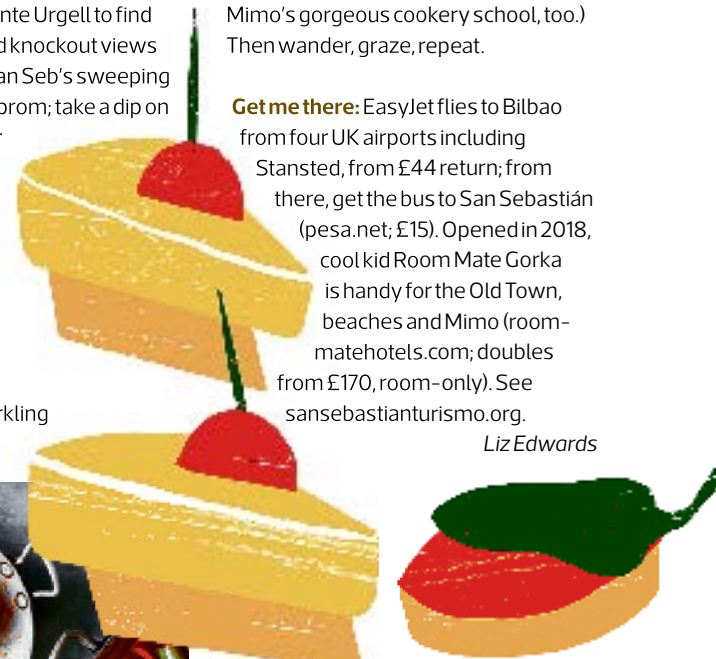 nte Urgell to find
d knockout views
an Seb's sweeping
prom; take a dip on
rkling
Mimo's gorgeous cookery school, too.)
Then wander, graze, repeat.
Get me there: EasyJet flies to Bilbao
from four UK airports including
Stansted, from £44 return; from
there, get the bus to San Sebastián
(pesa.net; £15). Opened in 2018,
cool kid Room Mate Gorka
is handy for the Old Town,
beaches and Mimo (room-
matehotels.com; doubles
from £170, room-only). See
sansebastianturismo.org.
Liz Edwards